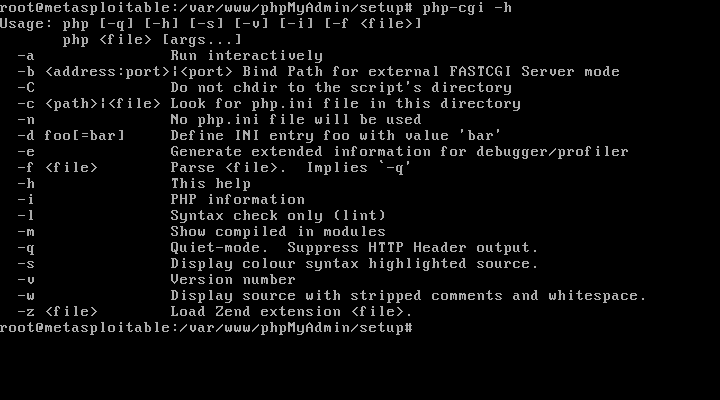 root@metasploitable:/var/www/phpMyAdmin/setup# php-cgi -h
Usage: php [-q] [-h] [-s] [-v] [-i] [-f <file>]
       php <file> [args...]
  -a               Run interactively
  -b <address:port>|<port> Bind Path for external FASTCGI Server mode
  -C               Do not chdir to the script's directory
  -c <path>|<file> Look for php.ini file in this directory
  -n               No php.ini file will be used
  -d foo[=bar]     Define INI entry foo with value 'bar'
  -e               Generate extended information for debugger/profiler
  -f <file>        Parse <file>.  Implies `-q'
  -h               This help
  -i               PHP information
  -l               Syntax check only (lint)
  -m               Show compiled in modules
  -q               Quiet-mode.  Suppress HTTP Header output.
  -s               Display colour syntax highlighted source.
  -v               Version number
  -w               Display source with stripped comments and whitespace.
  -z <file>        Load Zend extension <file>.
root@metasploitable:/var/www/phpMyAdmin/setup#